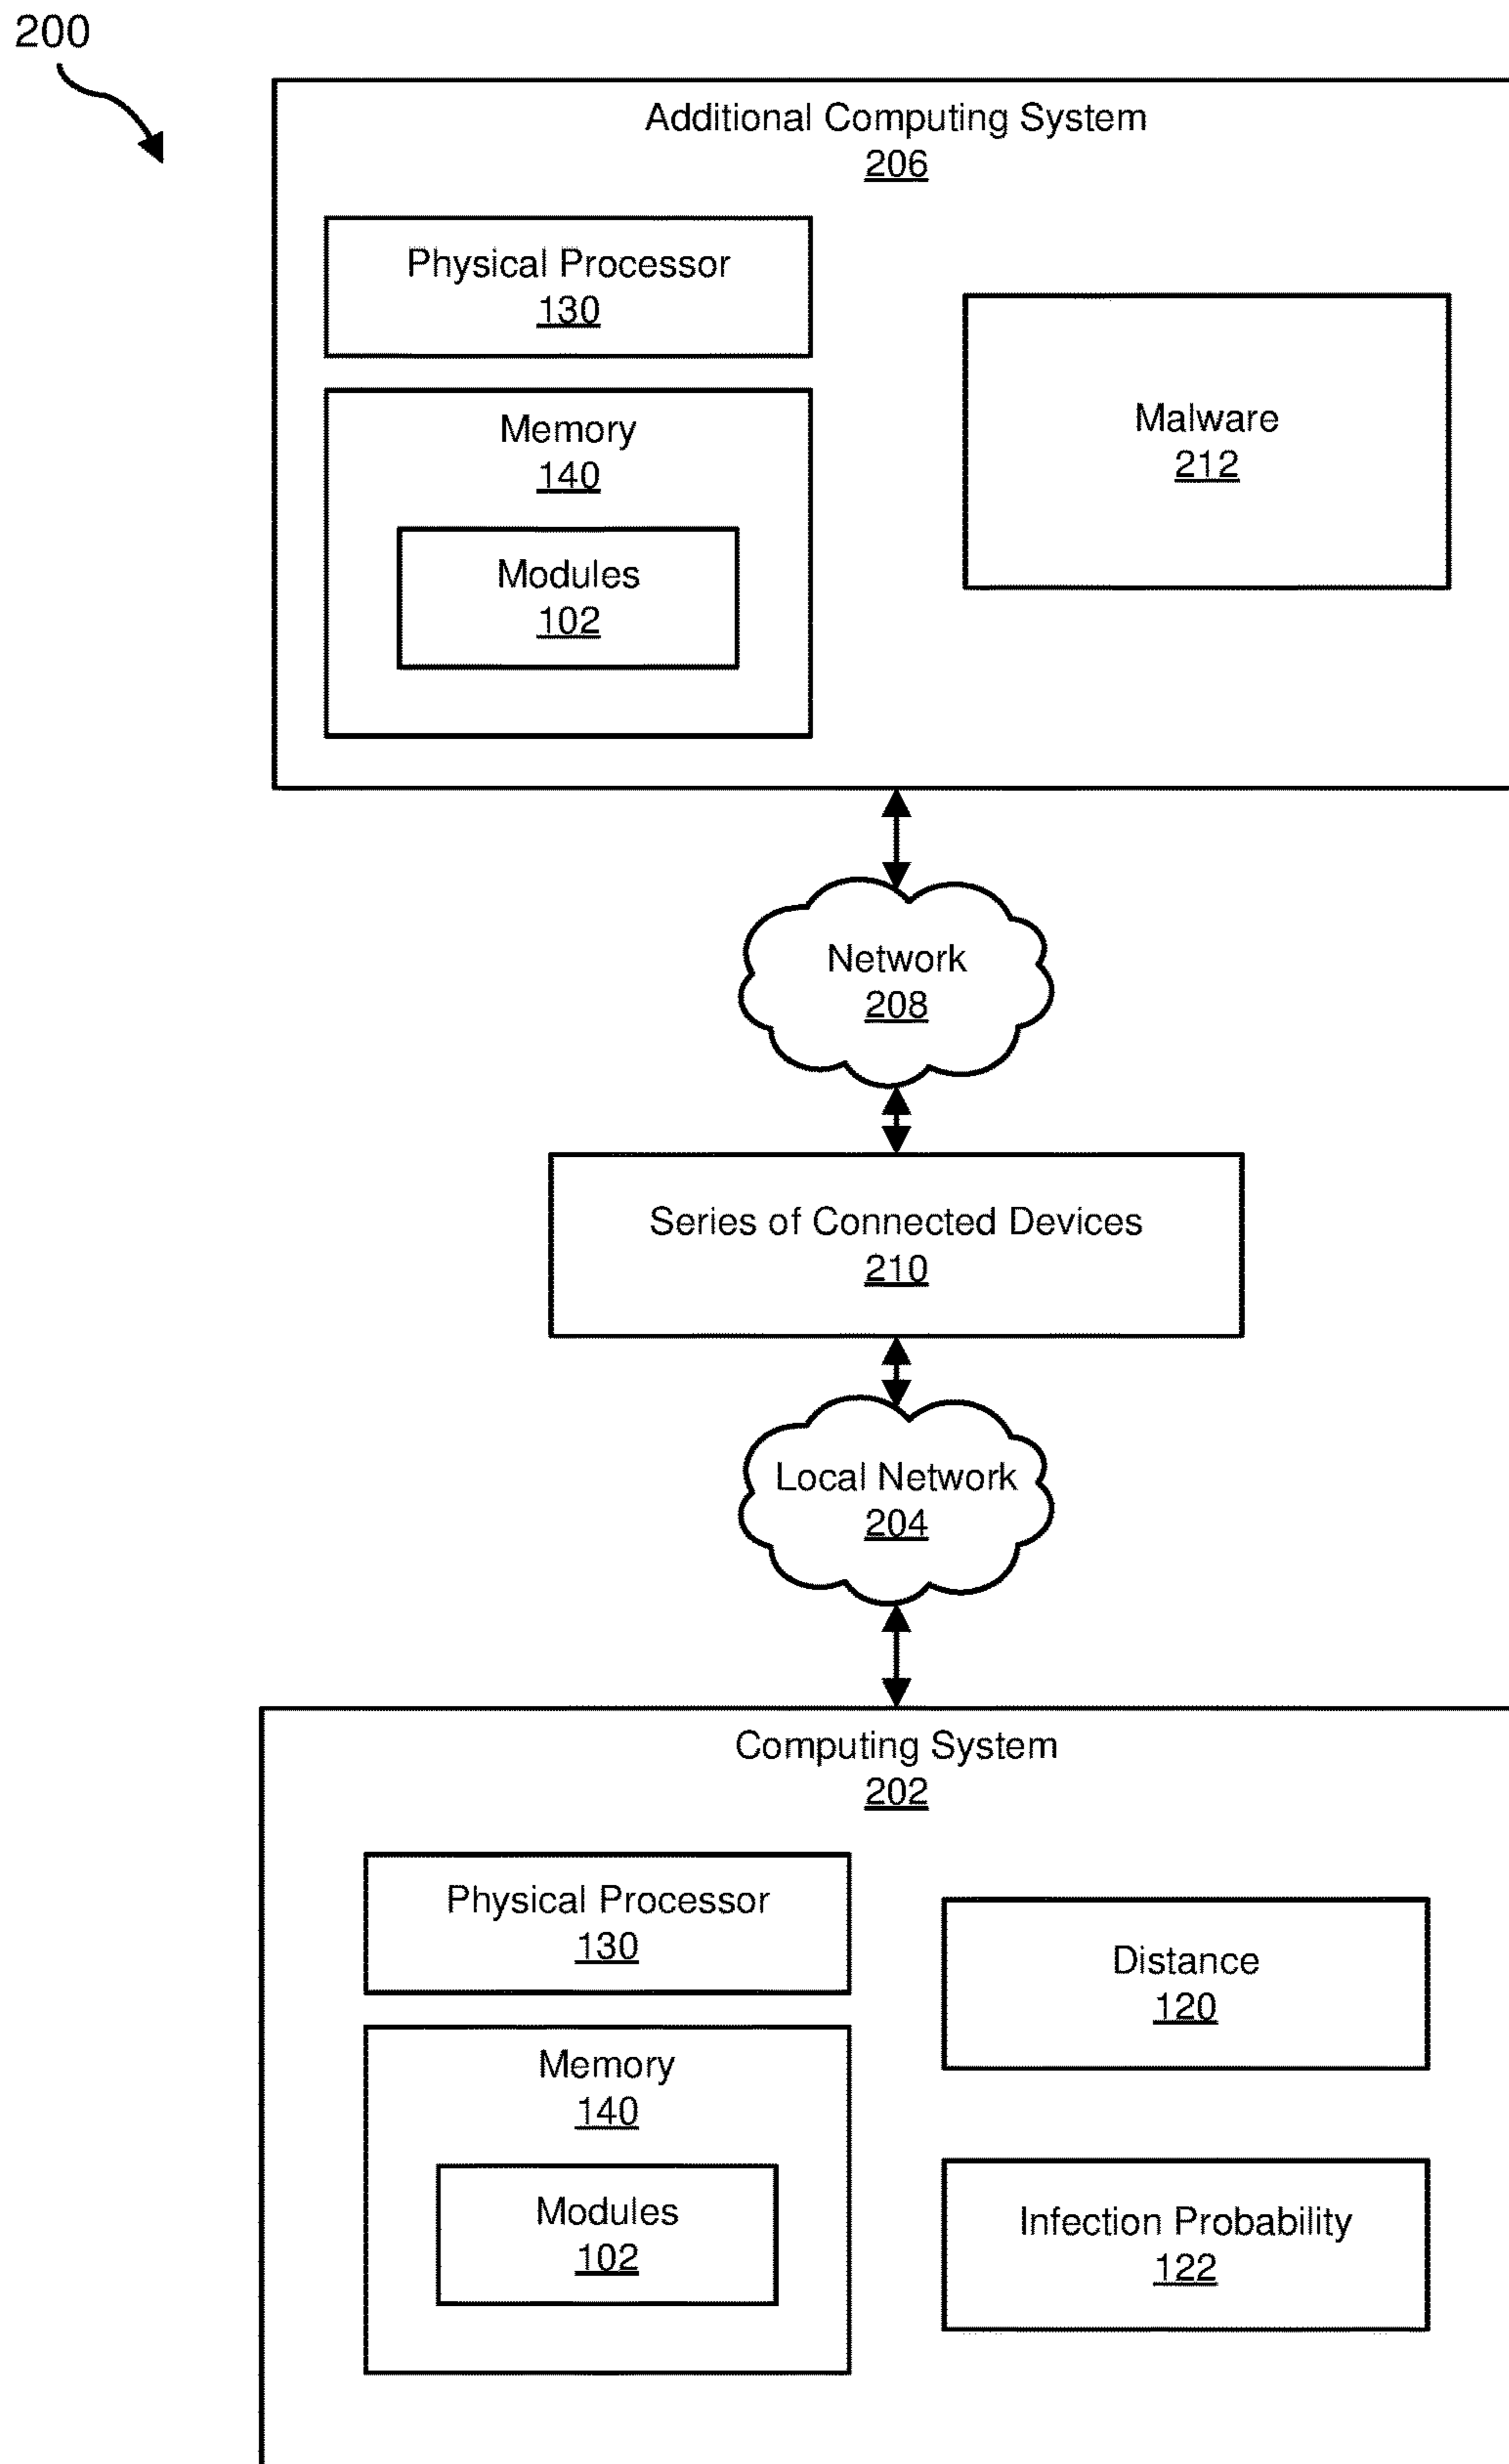 200
Additional Computing System
206
Physical Processor
130
Memory
140
Modules
102
Malware
212
Network
208
Series of Connected Devices
210
Local Network
204
Computing System
202
Physical Processor
130
Memory
140
Modules
102
Distance
120
Infection Probability
122